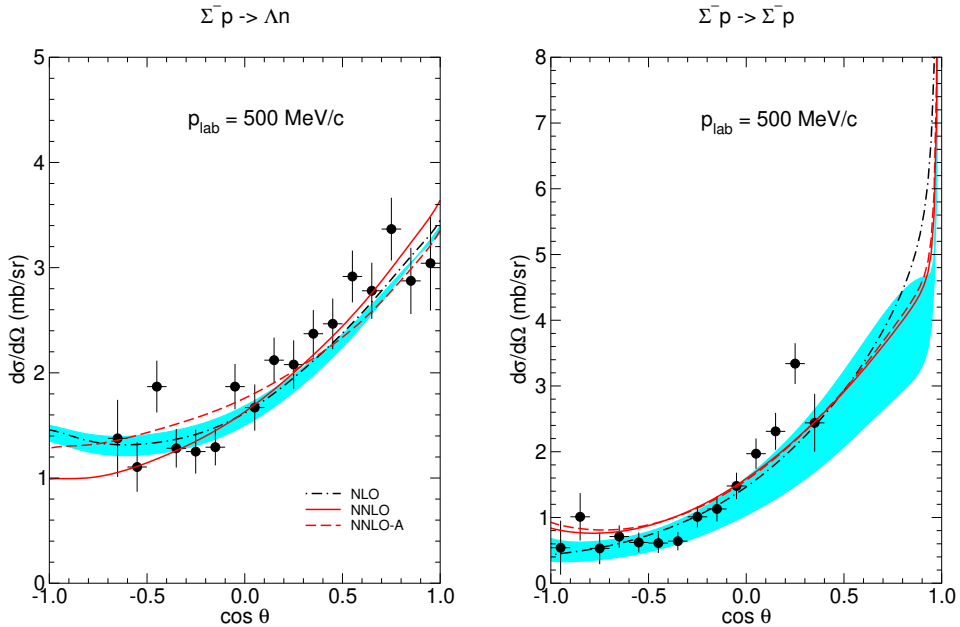 Σ⁻p -> Λn
5
4
3
2
1
0
-1.0
-0.5
0.0
0.5
1.0
dσ/dΩ (mb/sr)
cos θ
p_lab = 500 MeV/c
NLO
NNLO
NNLO-A
Σ⁻p -> Σ⁻p
8
7
6
5
4
3
2
1
0
-1.0
-0.5
0.0
0.5
1.0
dσ/dΩ (mb/sr)
cos θ
p_lab = 500 MeV/c